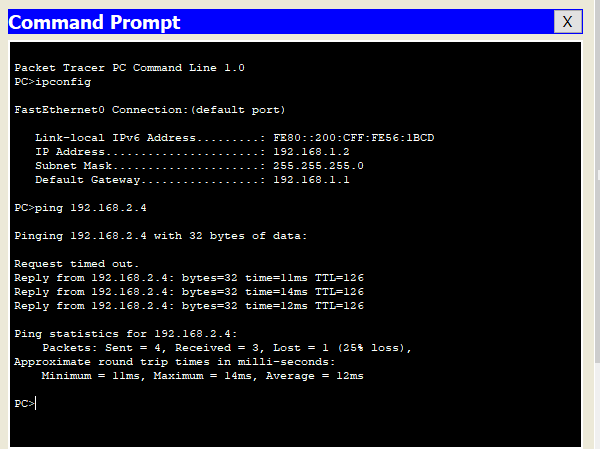 Command Prompt
X
Packet Tracer PC Command Line 1.0
PC>ipconfig
FastEthernet0 Connection:(default port)
Link-local IPv6 Address.........: FE80::200:CFF:FE56:1BCD
IP Address......................: 192.168.1.2
Subnet Mask.....................: 255.255.255.0
Default Gateway.................: 192.168.1.1
PC>ping 192.168.2.4
Pinging 192.168.2.4 with 32 bytes of data:
Request timed out.
Reply from 192.168.2.4: bytes=32 time=11ms TTL=126
Reply from 192.168.2.4: bytes=32 time=14ms TTL=126
Reply from 192.168.2.4: bytes=32 time=12ms TTL=126
Ping statistics for 192.168.2.4:
Packets: Sent = 4, Received = 3, Lost = 1 (25% loss),
Approximate round trip times in milli-seconds:
Minimum = 11ms, Maximum = 14ms, Average = 12ms
PC>